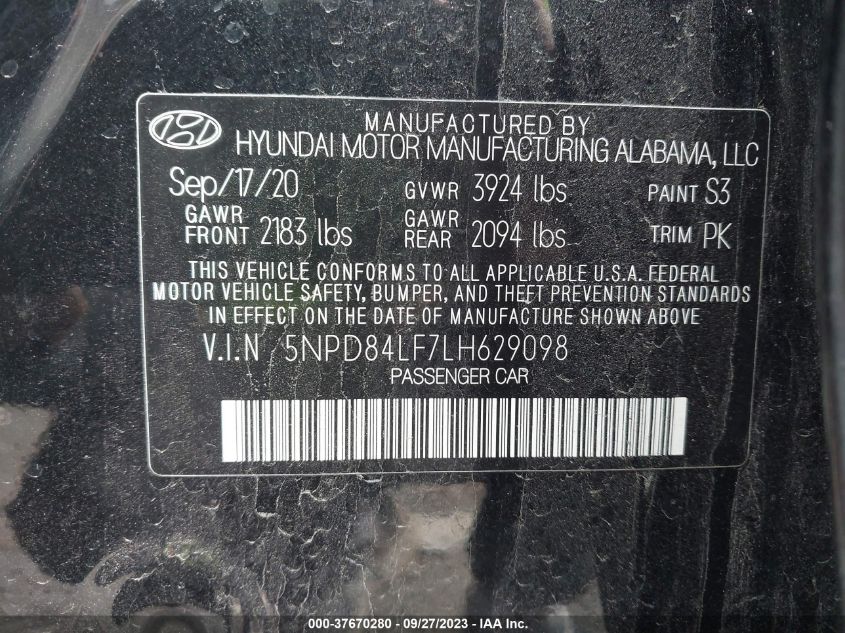 MANUFACTURED BY
HYUNDAI MOTOR MANUFACTURING ALABAMA, LLC
Sep/17/20 GVWR 3924 lbs PAINT S3
GAWR FRONT 2183 lbs GAWR REAR 2094 lbs TRIM PK
THIS VEHICLE CONFORMS TO ALL APPLICABLE U.S.A. FEDERAL
MOTOR VEHICLE SAFETY, BUMPER, AND THEFT PREVENTION STANDARDS
IN EFFECT ON THE DATE OF MANUFACTURE SHOWN ABOVE.
V.I.N 5NPD84LF7LH629098
PASSENGER CAR
000-37670280 - 09/27/2023 - IAA Inc.